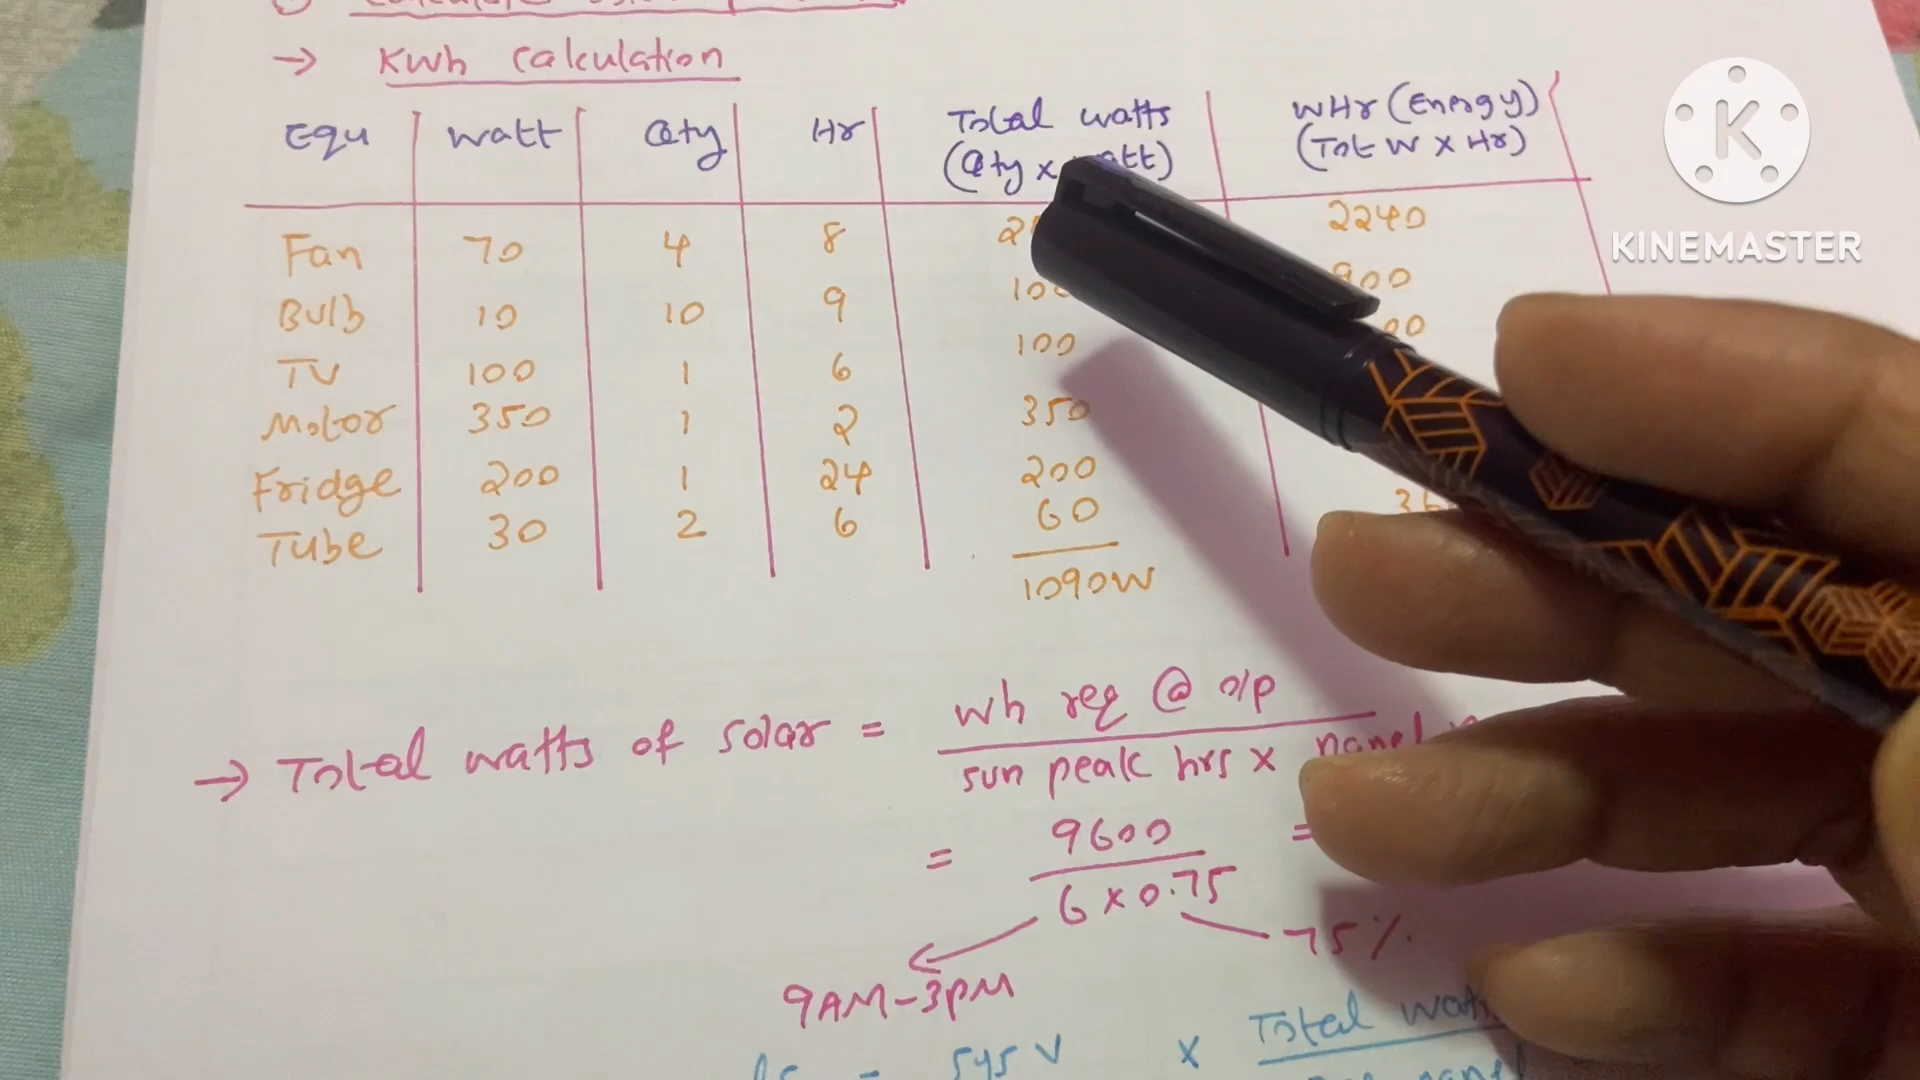 → KWh calculation
Equ watt Qty Hr Total watts (Qty x watt) WHr (Energy) (Tot W X Hr)
Fan 70 4 8 2240
Bulb 10 10 9
TV 100 1 6 100
Motor 350 1 2 350
Fridge 200 1 24 200
Tube 30 2 6 60
1090W
→ Total watts of solar = Wh req @ o/p
sun peak hrs x panel
= 9600 =
6 x 0.75
75%
9AM-3PM
sys V x Total
panel
K
KINEMASTER